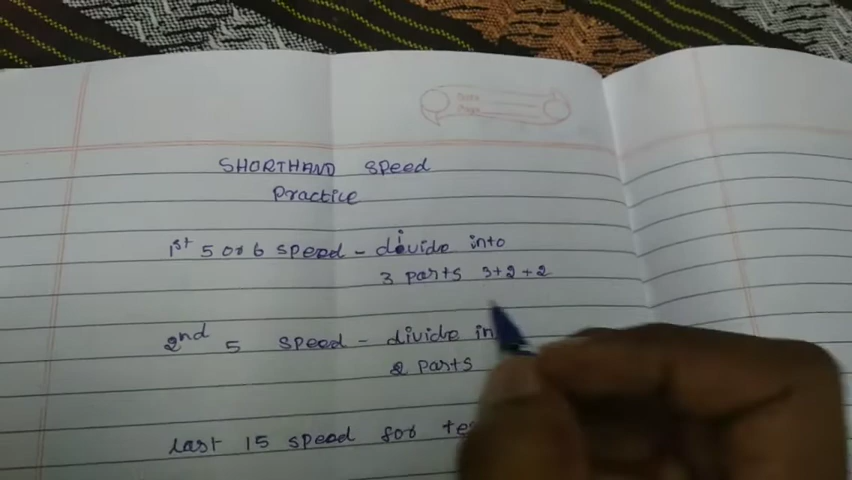 SHORTHAND speed
Practice
1st 5 or 6 speed - divide into
3 parts 3+2+2
2nd 5 speed - divide in
2 parts
Last 15 speed for